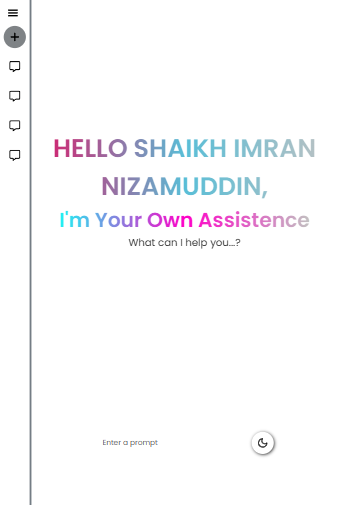 HELLO SHAIKH IMRAN
NIZAMUDDIN,
I'm Your Own Assistence
What can I help you...?
Enter a prompt